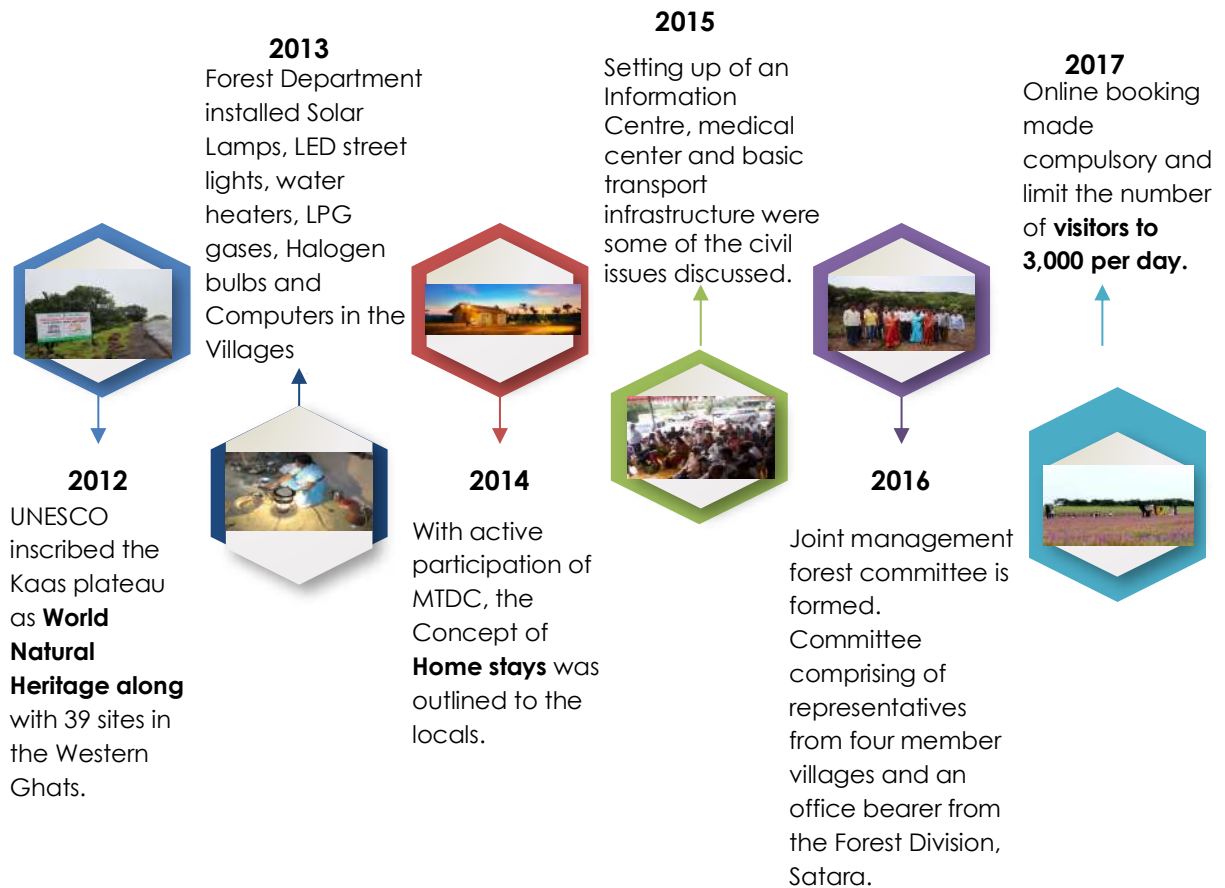 2012
UNESCO
inscribed the
Kaas plateau
as World
Natural
Heritage along
with 39 sites in
the Western
Ghats.
2013
Forest Department
installed Solar
Lamps, LED street
lights, water
heaters, LPG
gases, Halogen
bulbs and
Computers in the
Villages
2014
With active
participation of
MTDC, the
Concept of
Home stays was
outlined to the
locals.
2015
Setting up of an
Information
Centre, medical
center and basic
transport
infrastructure were
some of the civil
issues discussed.
2016
Joint management
forest committee is
formed.
Committee
comprising of
representatives
from four member
villages and an
office bearer from
the Forest Division,
Satara.
2017
Online booking
made
compulsory and
limit the number
of visitors to
3,000 per day.